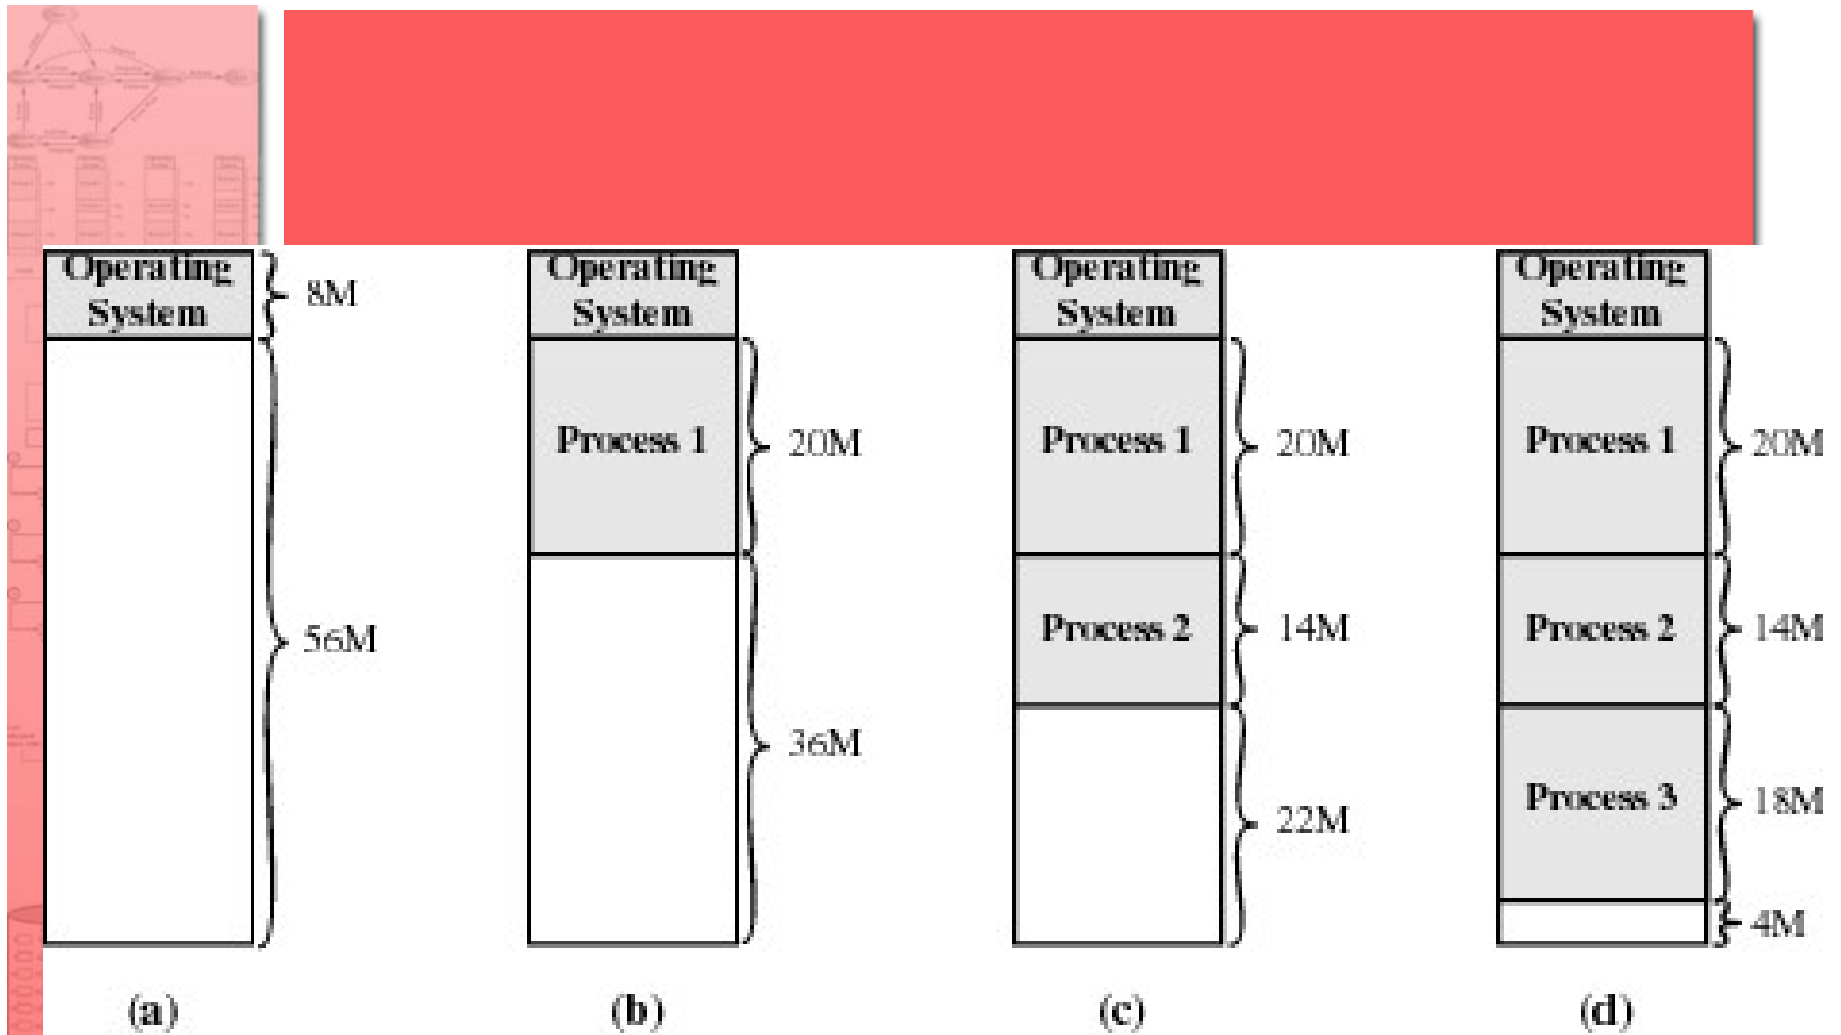 Operating
System
8M
56M
(a)
Operating
System
Process 1
20M
36M
(b)
Operating
System
Process 1
20M
Process 2
14M
22M
(c)
Operating
System
Process 1
20M
Process 2
14M
Process 3
18M
4M
(d)